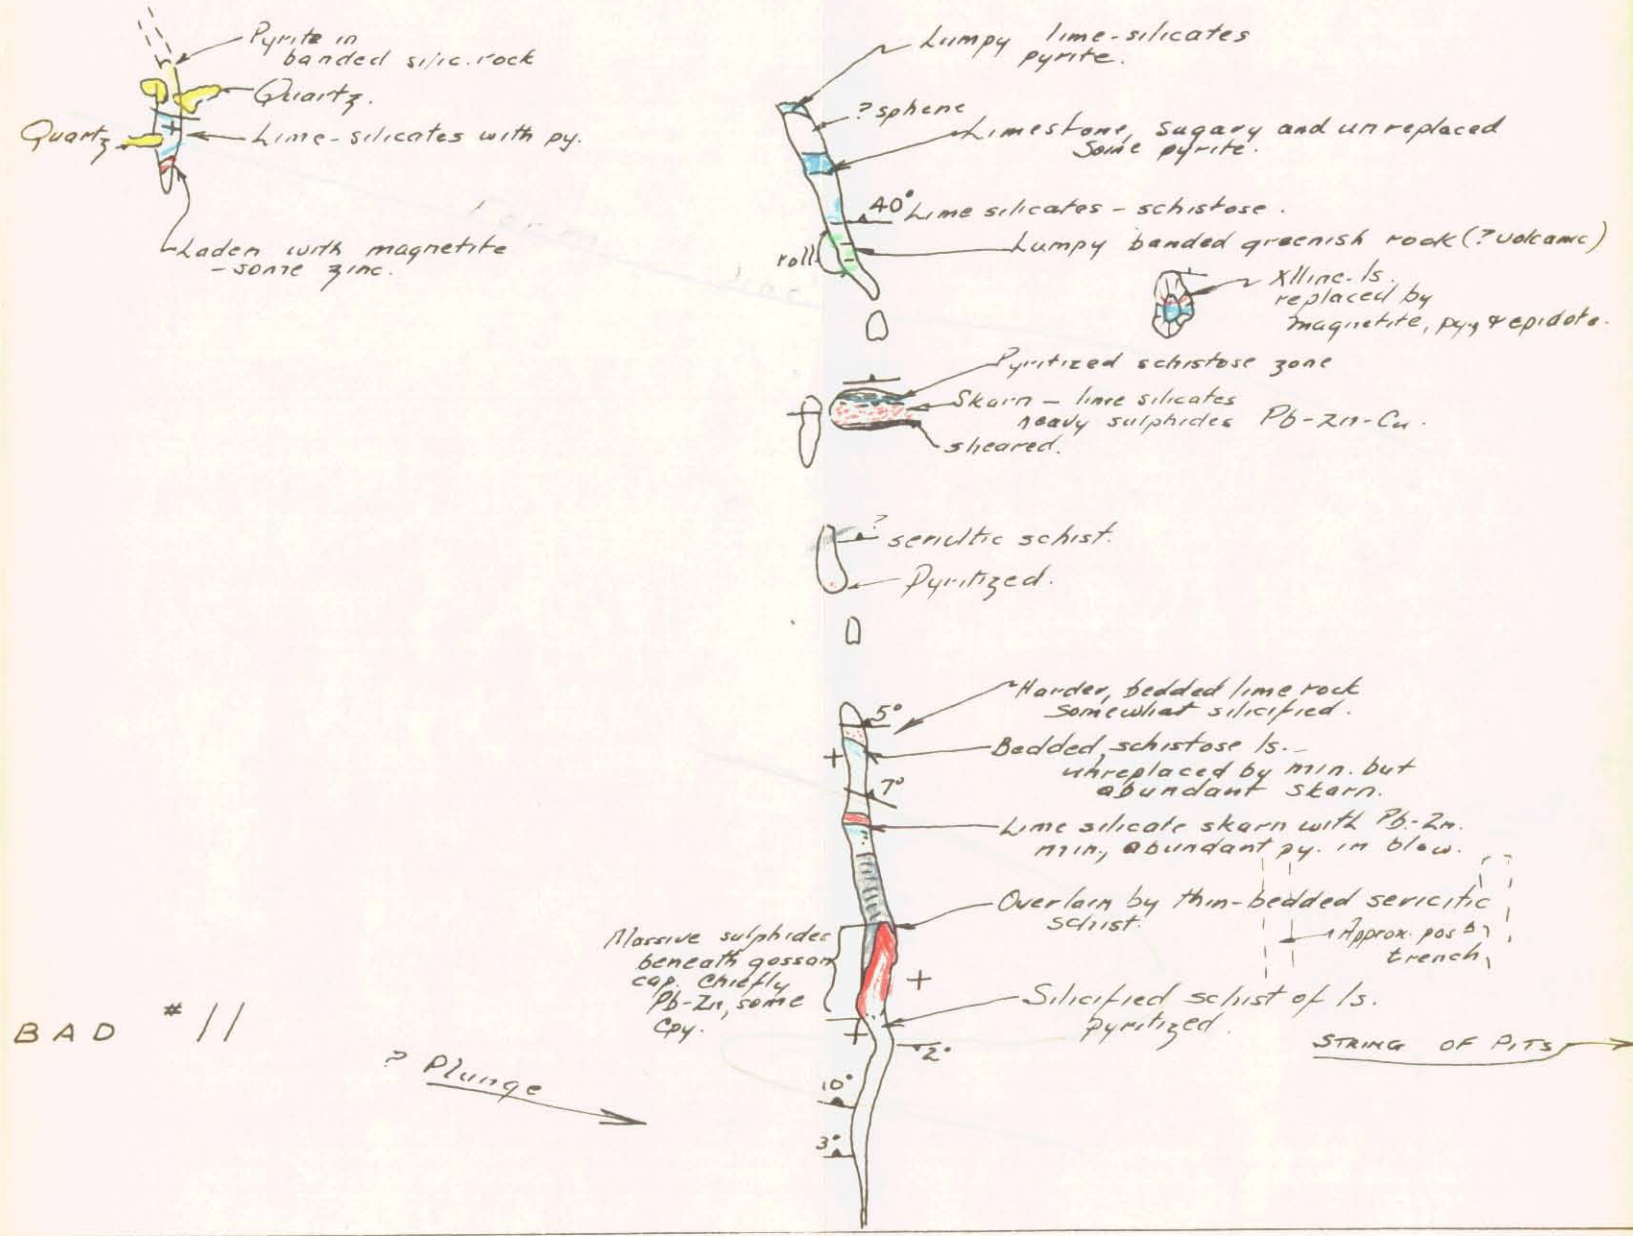 Pyrite in
banded silic. rock
Quartz.
Quartz
Lime-silicates with py.
Laden with magnetite
- some zinc.
Lumpy lime-silicates
pyrite.
? sphene
Limestone, sugary and unreplaced
Some pyrite.
40°
Lime silicates - schistose.
roll
Lumpy banded greenish rock (? volcanic)
Xlline ls.
replaced by
magnetite, py, & epidote.
Pyritized schistose zone
Skarn - lime silicates
heavy sulphides Pb-Zn-Cu.
sheared.
?
sericitic schist.
Pyritized.
Harder, bedded lime rock
Somewhat silicified.
5°
Bedded, schistose ls. -
unreplaced by min. but
abundant skarn.
7°
Lime silicate skarn with Pb-Zn.
min., abundant py. in blow.
Overlain by thin-bedded sericitic
schist.
Approx. pos
trench,
Massive sulphides
beneath gossan
cap. Chiefly
Pb-Zn, some
Cpy.
Silicified schist of ls.
pyritized.
BAD #11
2°
STRING OF PITS
? Plunge
10°
3°